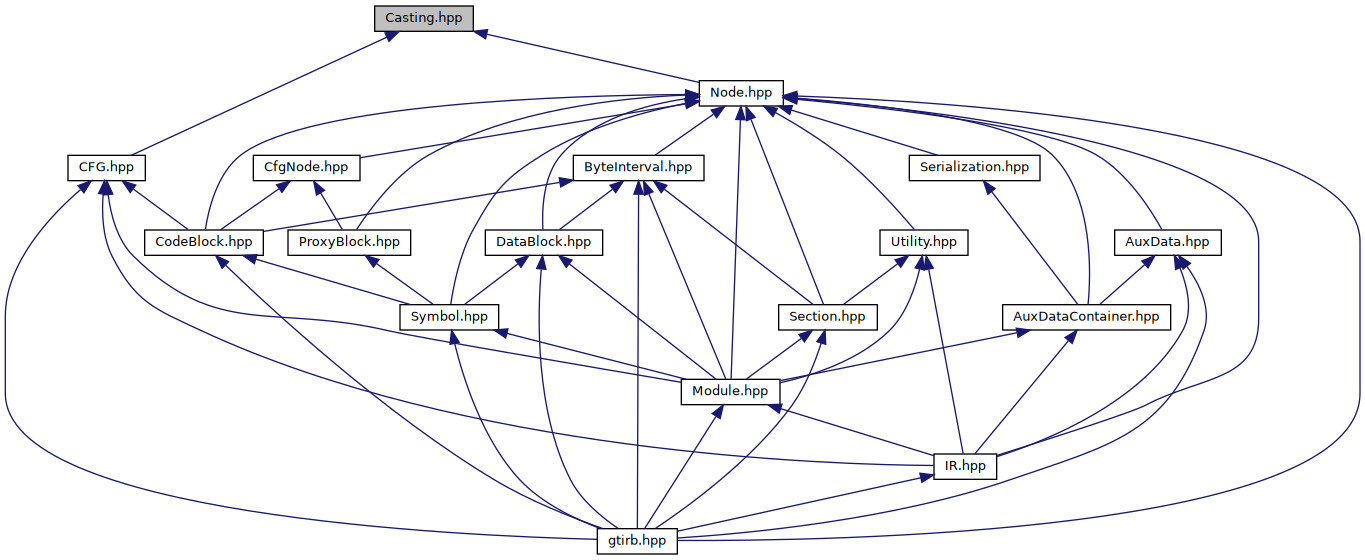 Casting.hpp
Node.hpp
CFG.hpp
CfgNode.hpp
ByteInterval.hpp
Serialization.hpp
CodeBlock.hpp
ProxyBlock.hpp
DataBlock.hpp
Utility.hpp
AuxData.hpp
Symbol.hpp
Section.hpp
AuxDataContainer.hpp
Module.hpp
IR.hpp
gtirb.hpp